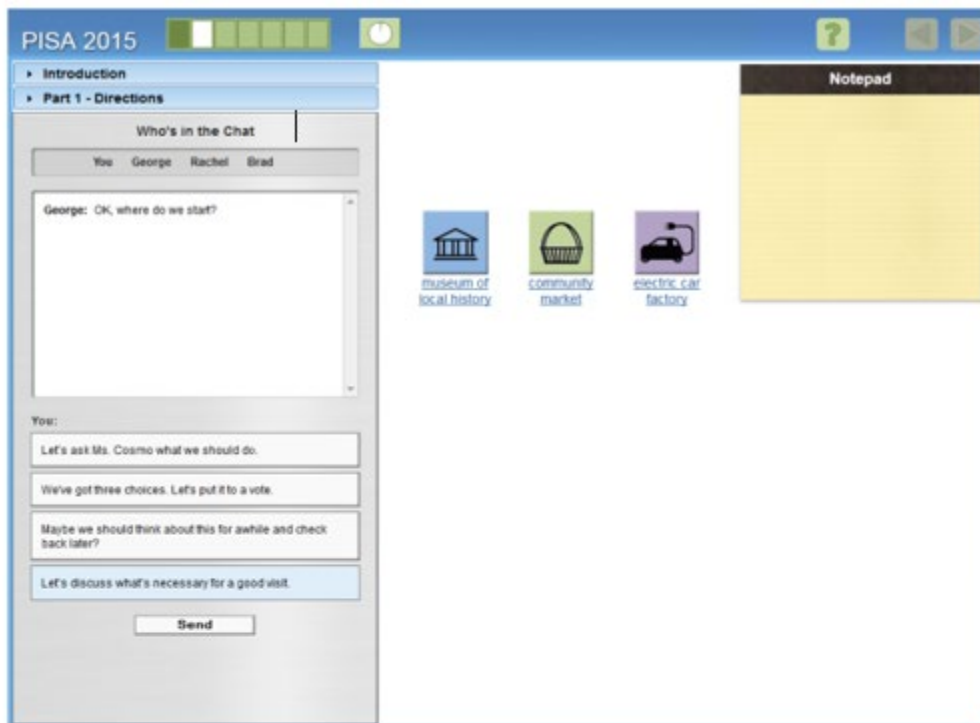 PISA 2015
?
Introduction
Part 1 - Directions
Who's in the Chat
You George Rachel Brad
George: OK, where do we start?
You:
Let's ask Ms. Cosmo what we should do.
We've got three choices. Let's put it to a vote.
Maybe we should think about this for awhile and check
back later?
Let's discuss what's necessary for a good visit.
Send
museum of
local history
community
market
electric car
factory
Notepad